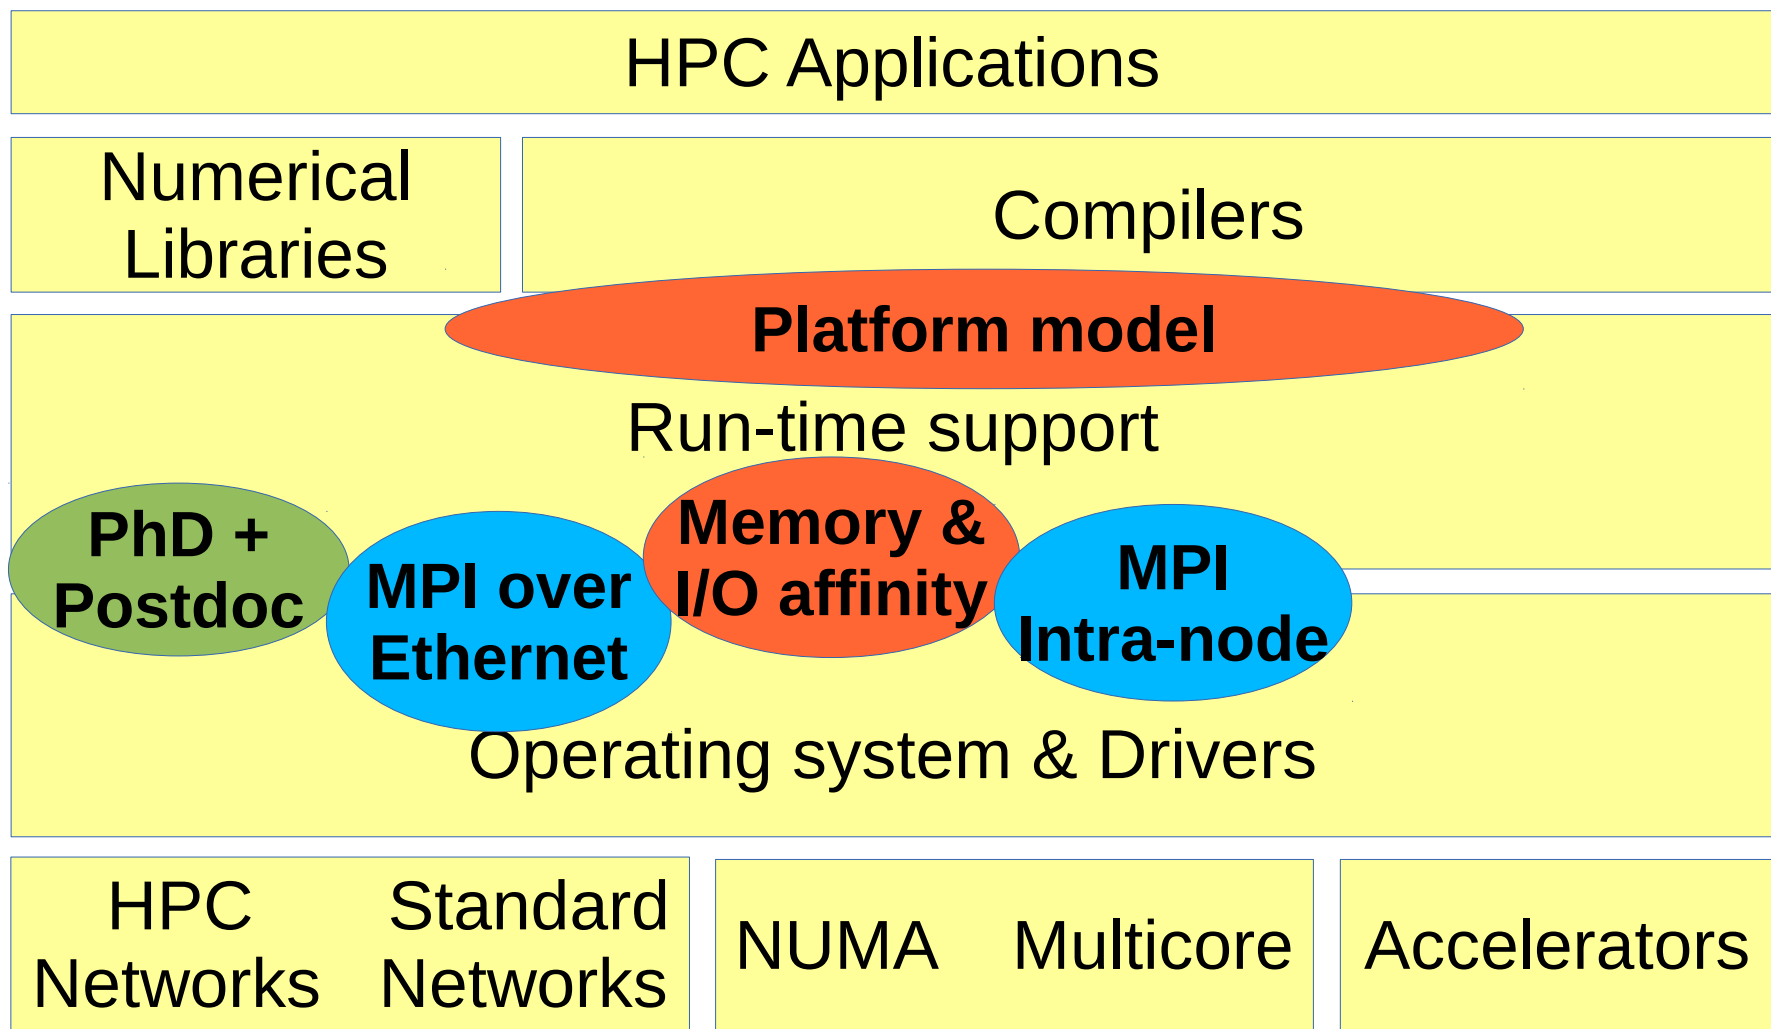 HPC Applications
Numerical
Libraries
Compilers
Platform model
Run-time support
PhD +
Postdoc
MPI over
Ethernet
Memory &
I/O affinity
MPI
Intra-node
Operating system & Drivers
HPC
Networks
Standard
Networks
NUMA
Multicore
Accelerators